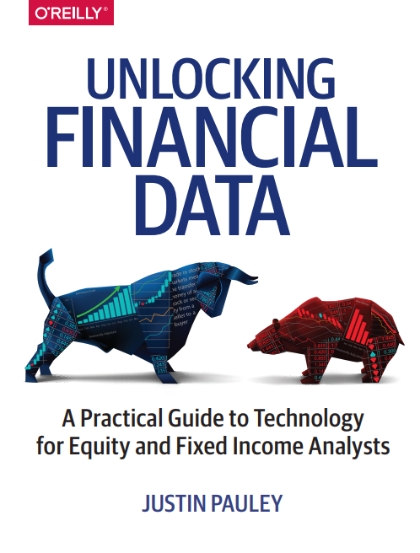 O'REILLY®
UNLOCKING
FINANCIAL
DATA
A Practical Guide to Technology
for Equity and Fixed Income Analysts
JUSTIN PAULEY